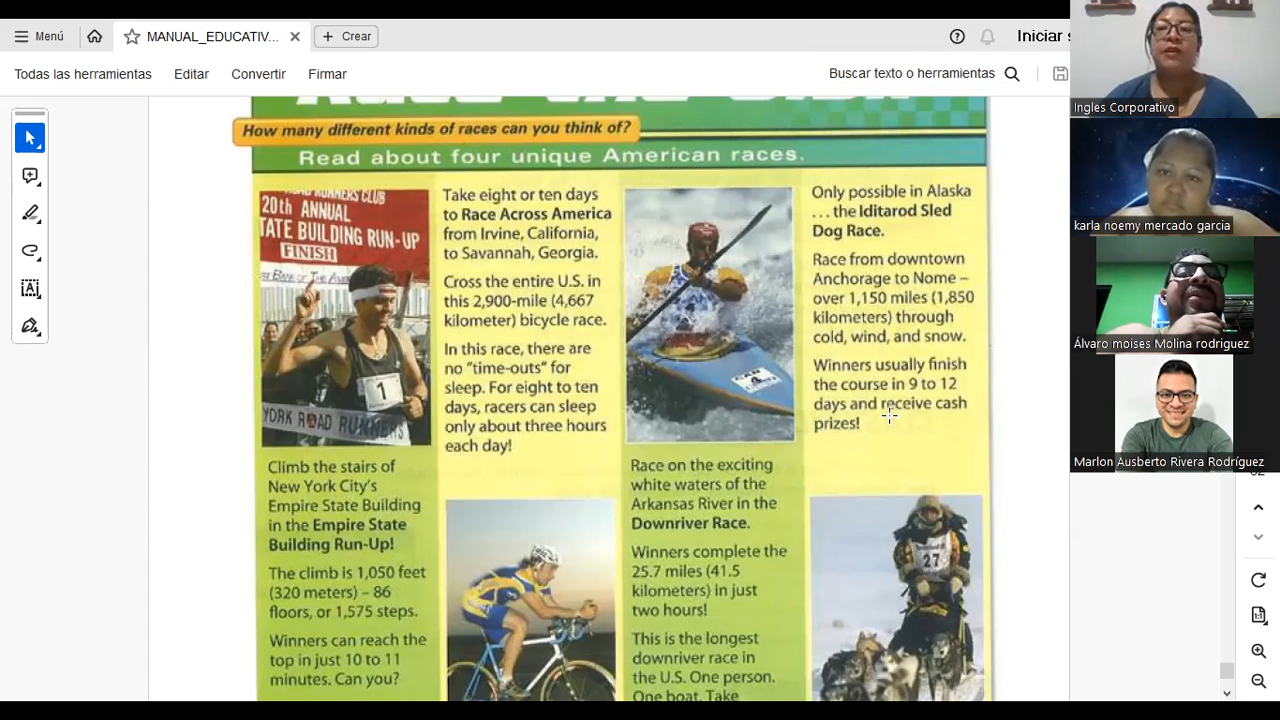 Menú
MANUAL_EDUCATIV...
Crear
Iniciar s
Todas las herramientas
Editar
Convertir
Firmar
Buscar texto o herramientas
How many different kinds of races can you think of?
Read about four unique American races.
ROAD RUNNERS CLUB
20th ANNUAL
TATE BUILDING RUN-UP
FINISH
1
YORK ROAD RUNNERS
Climb the stairs of
New York City's
Empire State Building
in the Empire State
Building Run-Up!
The climb is 1,050 feet
(320 meters) – 86
floors, or 1,575 steps.
Winners can reach the
top in just 10 to 11
minutes. Can you?
Take eight or ten days
to Race Across America
from Irvine, California,
to Savannah, Georgia.
Cross the entire U.S. in
this 2,900-mile (4,667
kilometer) bicycle race.
In this race, there are
no "time-outs" for
sleep. For eight to ten
days, racers can sleep
only about three hours
each day!
Race on the exciting
white waters of the
Arkansas River in the
Downriver Race.
Winners complete the
25.7 miles (41.5
kilometers) in just
two hours!
This is the longest
downriver race in
the U.S. One person.
One boat. Take
Only possible in Alaska
. . . the Iditarod Sled
Dog Race.
Race from downtown
Anchorage to Nome –
over 1,150 miles (1,850
kilometers) through
cold, wind, and snow.
Winners usually finish
the course in 9 to 12
days and receive cash
prizes!
27
Ingles Corporativo
karla noemy mercado garcia
Álvaro moises Molina rodriguez
Marlon Ausberto Rivera Rodríguez